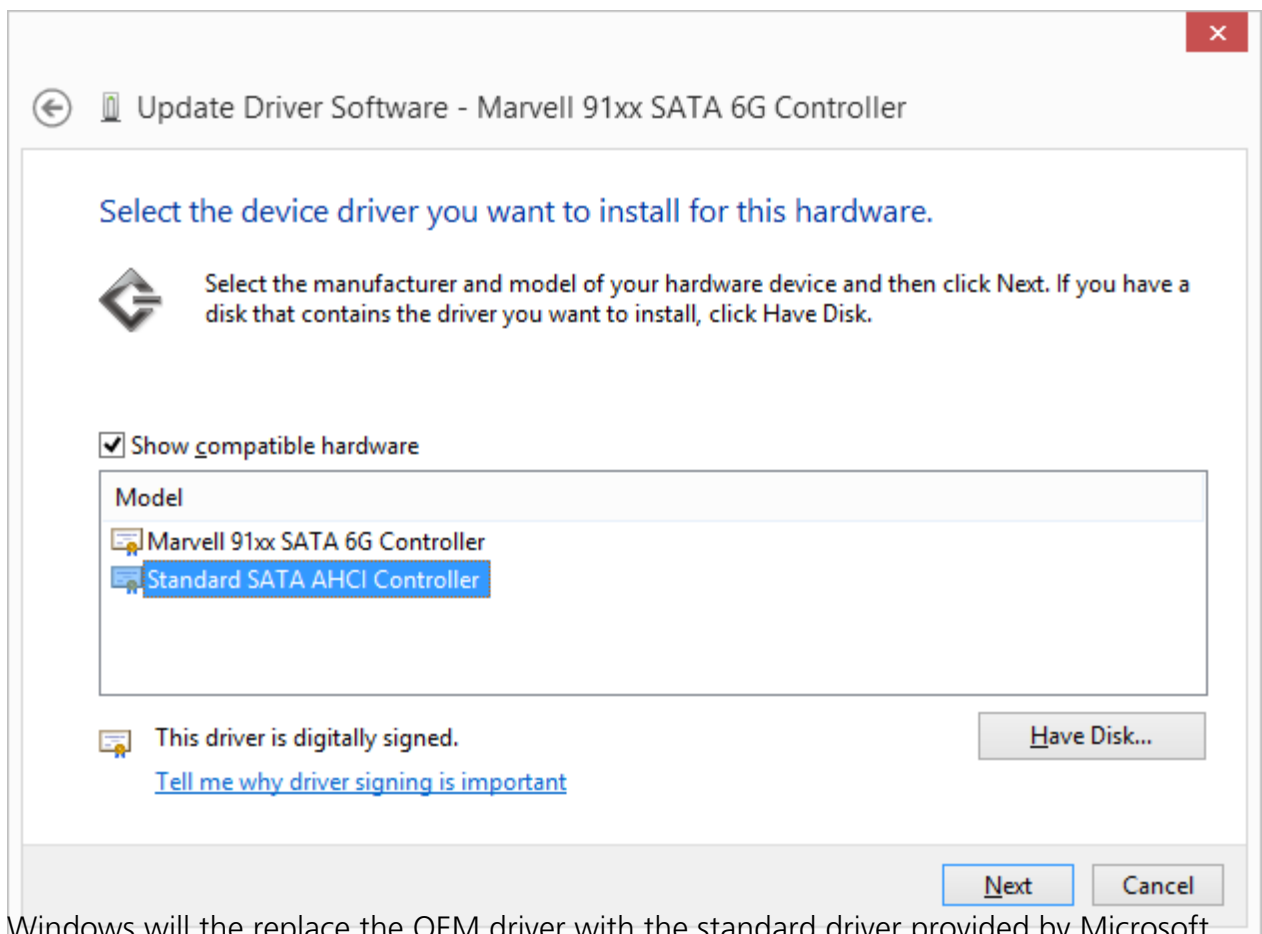 Update Driver Software - Marvell 91xx SATA 6G Controller
Select the device driver you want to install for this hardware.
Select the manufacturer and model of your hardware device and then click Next. If you have a
disk that contains the driver you want to install, click Have Disk.
Show compatible hardware
Model
Marvell 91xx SATA 6G Controller
Standard SATA AHCI Controller
This driver is digitally signed.
Have Disk...
Tell me why driver signing is important
Next
Cancel
Windows will the replace the OEM driver with the standard driver provided by Microsoft